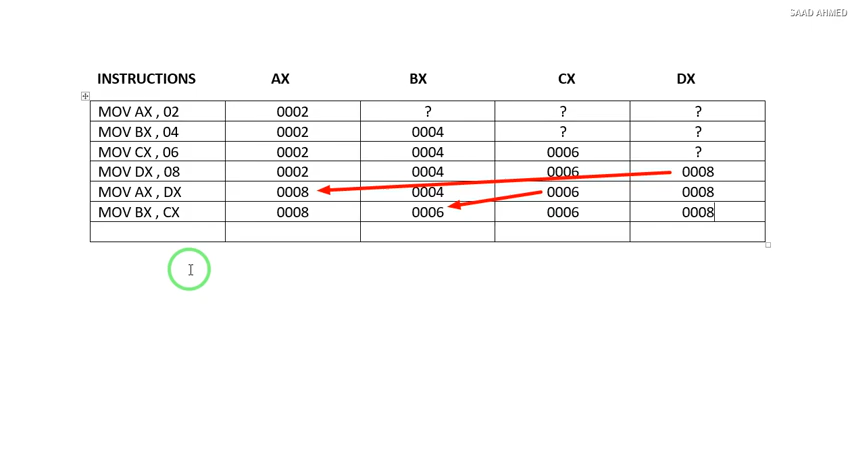 SAAD AHMED
INSTRUCTIONS AX BX CX DX
MOV AX , 02 0002 ? ? ?
MOV BX , 04 0002 0004 ? ?
MOV CX , 06 0002 0004 0006 ?
MOV DX , 08 0002 0004 0006 0008
MOV AX , DX 0008 0004 0006 0008
MOV BX , CX 0008 0006 0006 0008